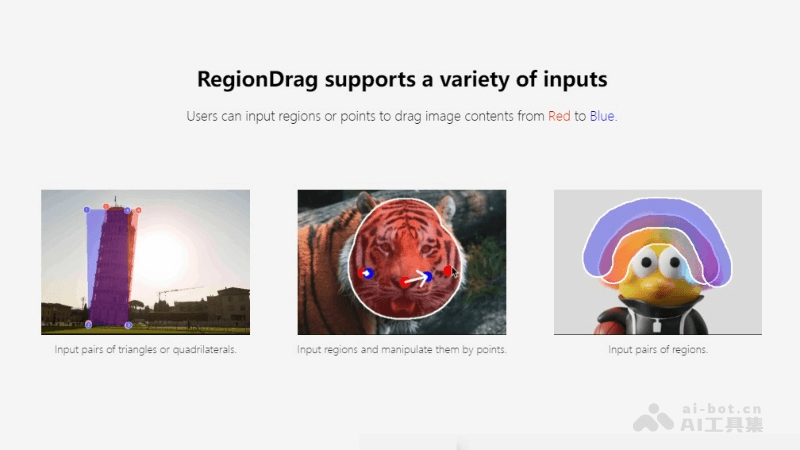 RegionDrag supports a variety of inputs
Users can input regions or points to drag image contents from Red to Blue.
Input pairs of triangles or quadrilaterals.
Input regions and manipulate them by points.
Input pairs of regions.
ai-bot.cn
AI工具集